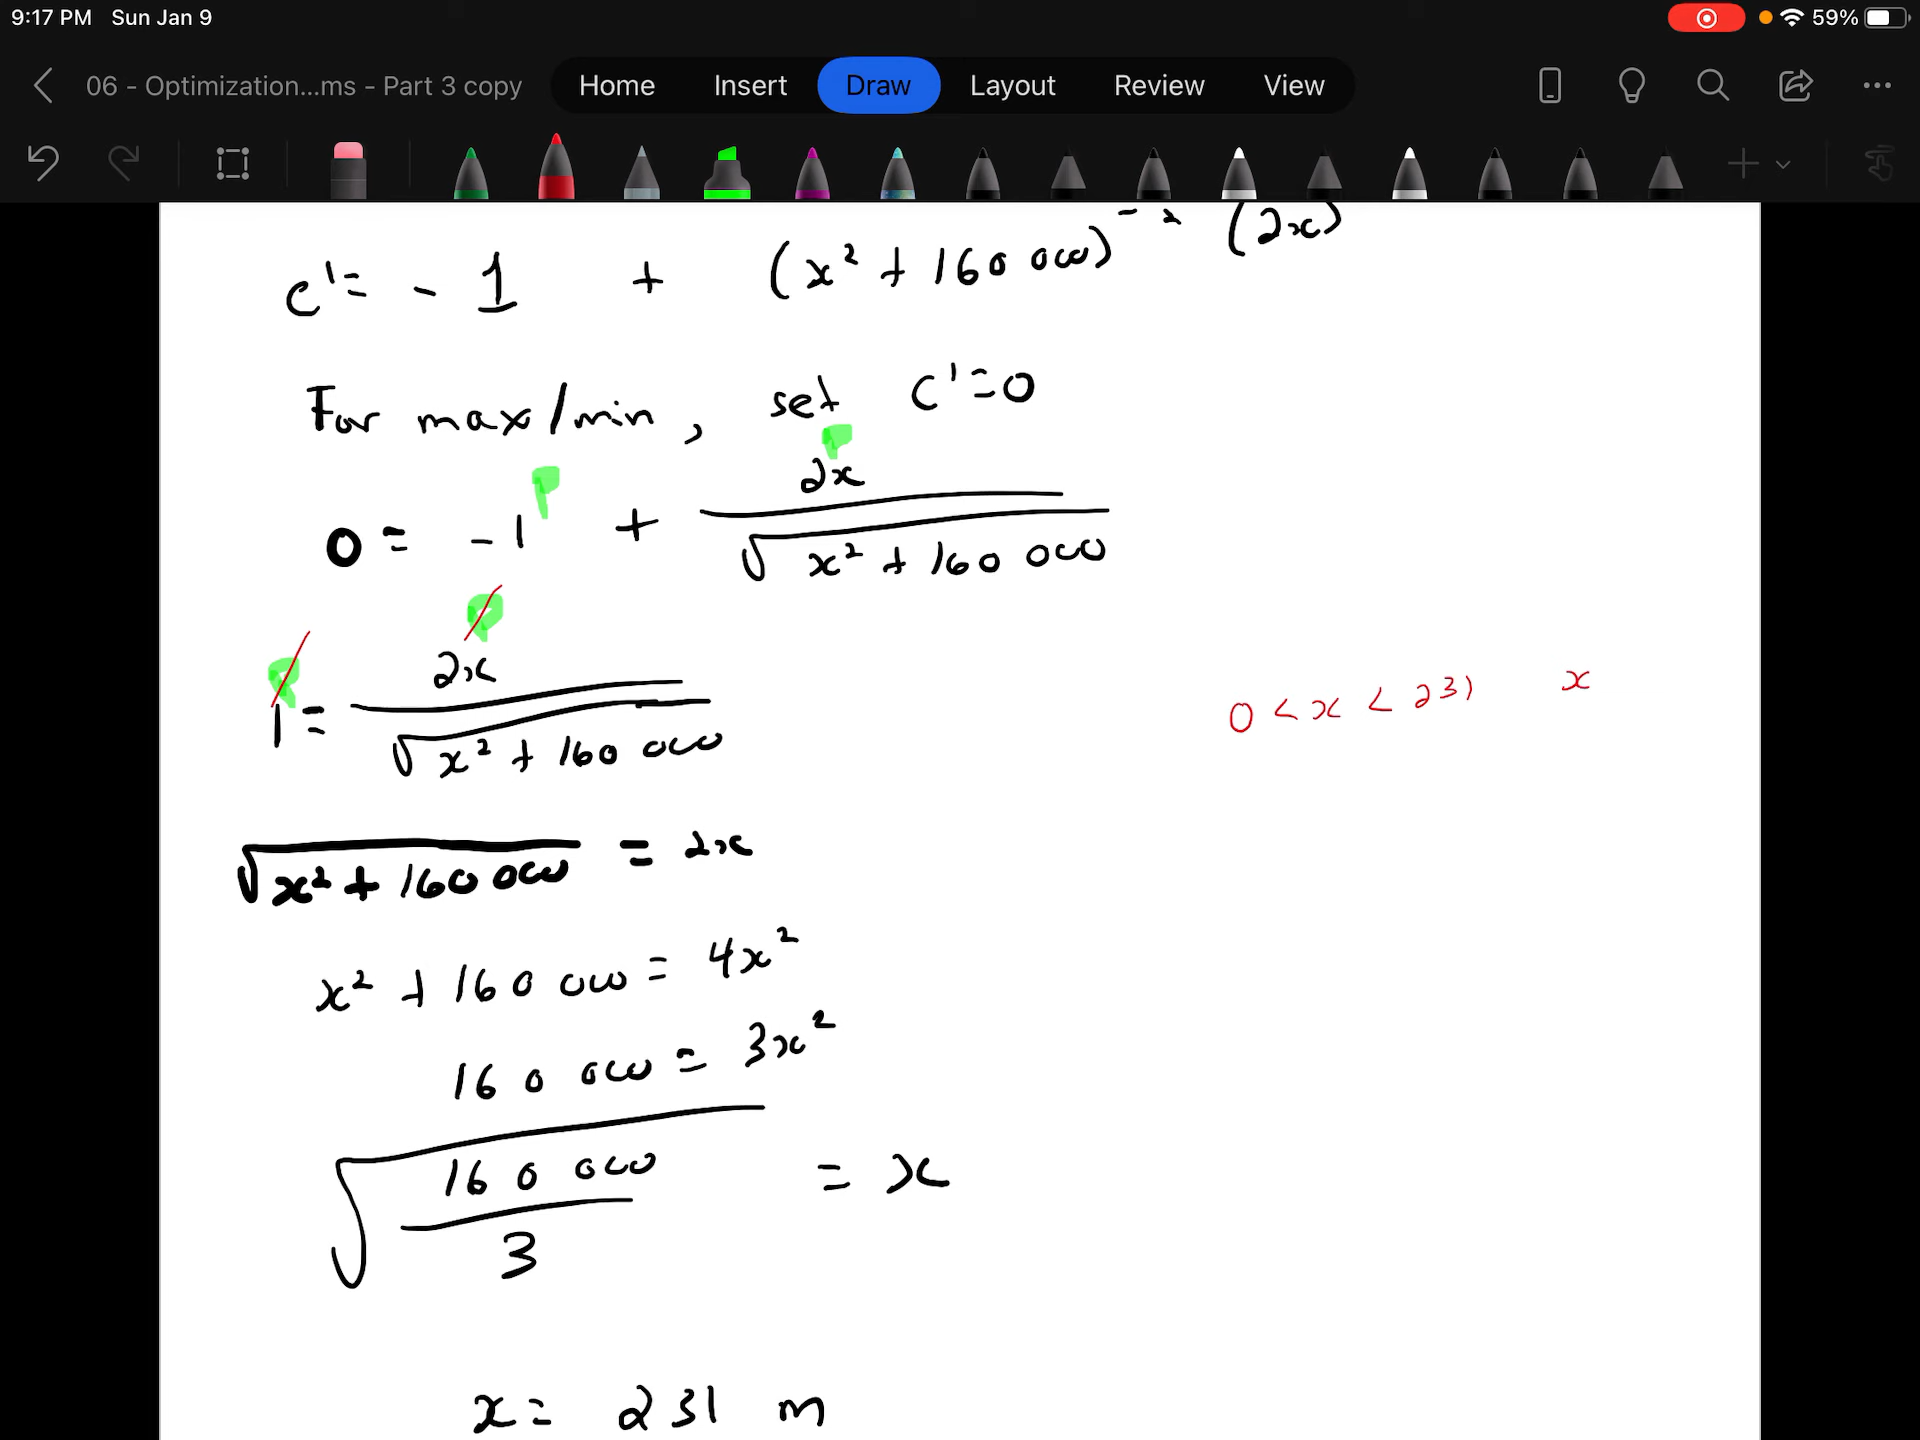 9:17 PM Sun Jan 9 59%
06 - Optimization...ms - Part 3 copy Home Insert Draw Layout Review View
C' = - 1 + (x² + 160 000)^- 2 (2x)
For max/min, set C' = 0
0 = -1^P + 2x^P / √(x² + 160 000)
1^P = 2x^P / √(x² + 160 000)
0 < x < 231 x
√(x² + 160 000) = 2x
x² + 160 000 = 4x²
160 000 = 3x²
√(160 000 / 3) = x
x = 231 m